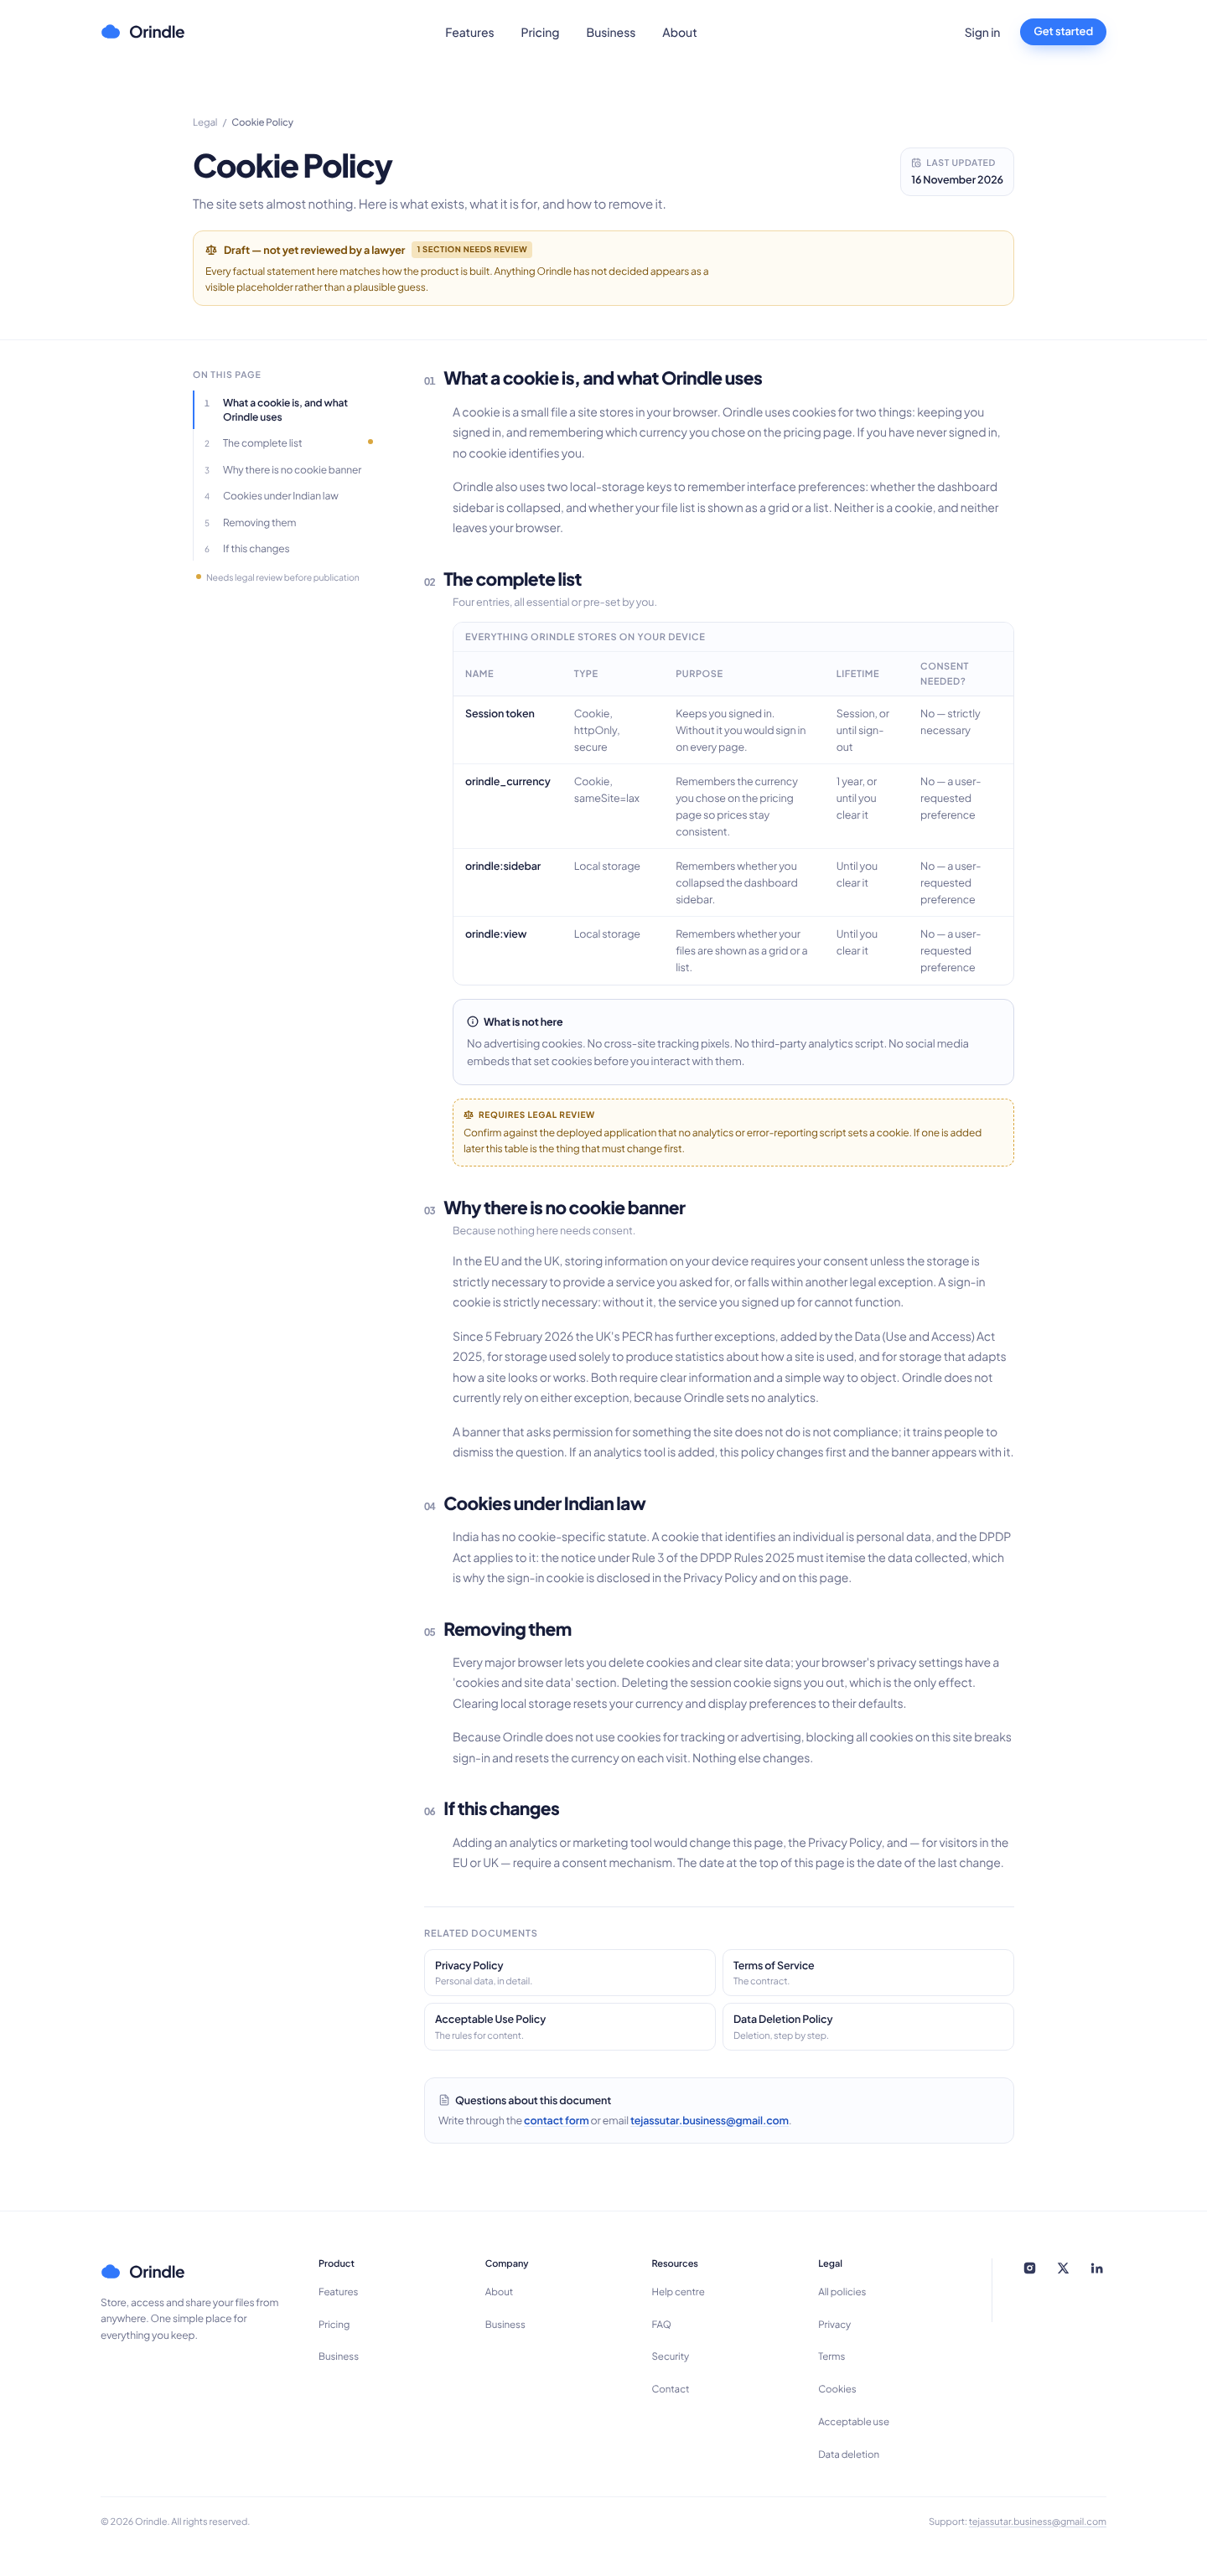 Orindle
Features
Pricing
Business
About
Sign in
Get started
Legal / Cookie Policy
Cookie Policy
The site sets almost nothing. Here is what exists, what it is for, and how to remove it.
LAST UPDATED
16 November 2026
Draft — not yet reviewed by a lawyer
1 SECTION NEEDS REVIEW
Every factual statement here matches how the product is built. Anything Orindle has not decided appears as a
visible placeholder rather than a plausible guess.
ON THIS PAGE
1 What a cookie is, and what
Orindle uses
2 The complete list
3 Why there is no cookie banner
4 Cookies under Indian law
5 Removing them
6 If this changes
Needs legal review before publication
01 What a cookie is, and what Orindle uses
A cookie is a small file a site stores in your browser. Orindle uses cookies for two things: keeping you
signed in, and remembering which currency you chose on the pricing page. If you have never signed in,
no cookie identifies you.
Orindle also uses two local-storage keys to remember interface preferences: whether the dashboard
sidebar is collapsed, and whether your file list is shown as a grid or a list. Neither is a cookie, and neither
leaves your browser.
02 The complete list
Four entries, all essential or pre-set by you.
EVERYTHING ORINDLE STORES ON YOUR DEVICE
NAME
TYPE
PURPOSE
LIFETIME
CONSENT
NEEDED?
Session token
Cookie,
httpOnly,
secure
Keeps you signed in.
Without it you would sign in
on every page.
Session, or
until sign-
out
No — strictly
necessary
orindle_currency
Cookie,
sameSite=lax
Remembers the currency
you chose on the pricing
page so prices stay
consistent.
1 year, or
until you
clear it
No — a user-
requested
preference
orindle:sidebar
Local storage
Remembers whether you
collapsed the dashboard
sidebar.
Until you
clear it
No — a user-
requested
preference
orindle:view
Local storage
Remembers whether your
files are shown as a grid or a
list.
Until you
clear it
No — a user-
requested
preference
What is not here
No advertising cookies. No cross-site tracking pixels. No third-party analytics script. No social media
embeds that set cookies before you interact with them.
REQUIRES LEGAL REVIEW
Confirm against the deployed application that no analytics or error-reporting script sets a cookie. If one is added
later this table is the thing that must change first.
03 Why there is no cookie banner
Because nothing here needs consent.
In the EU and the UK, storing information on your device requires your consent unless the storage is
strictly necessary to provide a service you asked for, or falls within another legal exception. A sign-in
cookie is strictly necessary: without it, the service you signed up for cannot function.
Since 5 February 2026 the UK's PECR has further exceptions, added by the Data (Use and Access) Act
2025, for storage used solely to produce statistics about how a site is used, and for storage that adapts
how a site looks or works. Both require clear information and a simple way to object. Orindle does not
currently rely on either exception, because Orindle sets no analytics.
A banner that asks permission for something the site does not do is not compliance; it trains people to
dismiss the question. If an analytics tool is added, this policy changes first and the banner appears with it.
04 Cookies under Indian law
India has no cookie-specific statute. A cookie that identifies an individual is personal data, and the DPDP
Act applies to it: the notice under Rule 3 of the DPDP Rules 2025 must itemise the data collected, which
is why the sign-in cookie is disclosed in the Privacy Policy and on this page.
05 Removing them
Every major browser lets you delete cookies and clear site data; your browser's privacy settings have a
'cookies and site data' section. Deleting the session cookie signs you out, which is the only effect.
Clearing local storage resets your currency and display preferences to their defaults.
Because Orindle does not use cookies for tracking or advertising, blocking all cookies on this site breaks
sign-in and resets the currency on each visit. Nothing else changes.
06 If this changes
Adding an analytics or marketing tool would change this page, the Privacy Policy, and — for visitors in the
EU or UK — require a consent mechanism. The date at the top of this page is the date of the last change.
RELATED DOCUMENTS
Privacy Policy
Personal data, in detail.
Terms of Service
The contract.
Acceptable Use Policy
The rules for content.
Data Deletion Policy
Deletion, step by step.
Questions about this document
Write through the contact form or email tejassutar.business@gmail.com.
Orindle
Store, access and share your files from
anywhere. One simple place for
everything you keep.
Product
Features
Pricing
Business
Company
About
Business
Resources
Help centre
FAQ
Security
Contact
Legal
All policies
Privacy
Terms
Cookies
Acceptable use
Data deletion
© 2026 Orindle. All rights reserved.
Support: tejassutar.business@gmail.com